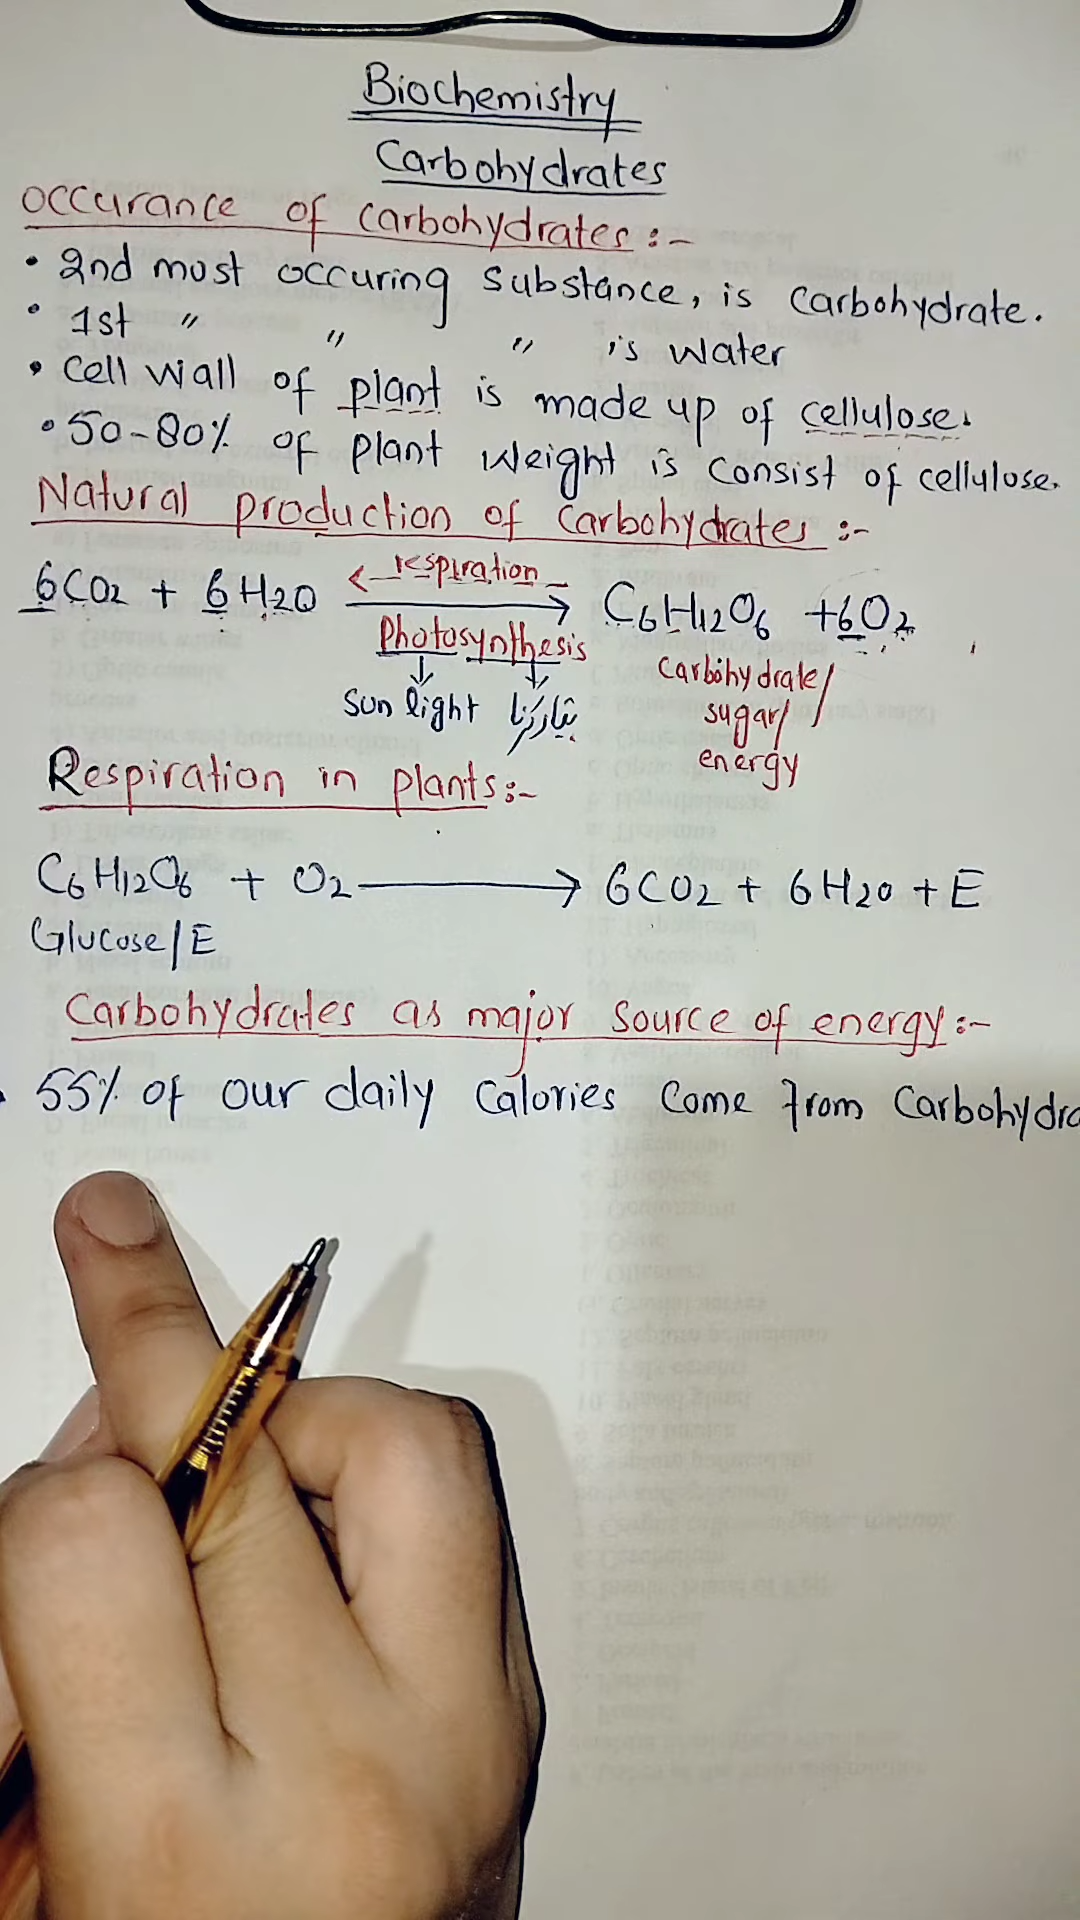 Biochemistry
Carbohydrates
Occurance of Carbohydrates :-
• 2nd most occuring substance, is Carbohydrate.
• 1st " " " is water
• Cell wall of plant is made up of cellulose.
• 50-80% of plant weight is consist of cellulose.
Natural production of Carbohydrates :-
respiration
6CO2 + 6H2O → C6H12O6 + 6O2
Photosynthesis
Carbohydrate/
Sun light
sugar/
energy
Respiration in plants:-
C6H12O6 + O2 → 6CO2 + 6H2O + E
Glucose/E
Carbohydrates as major source of energy :-
55% of our daily calories come from Carbohydra